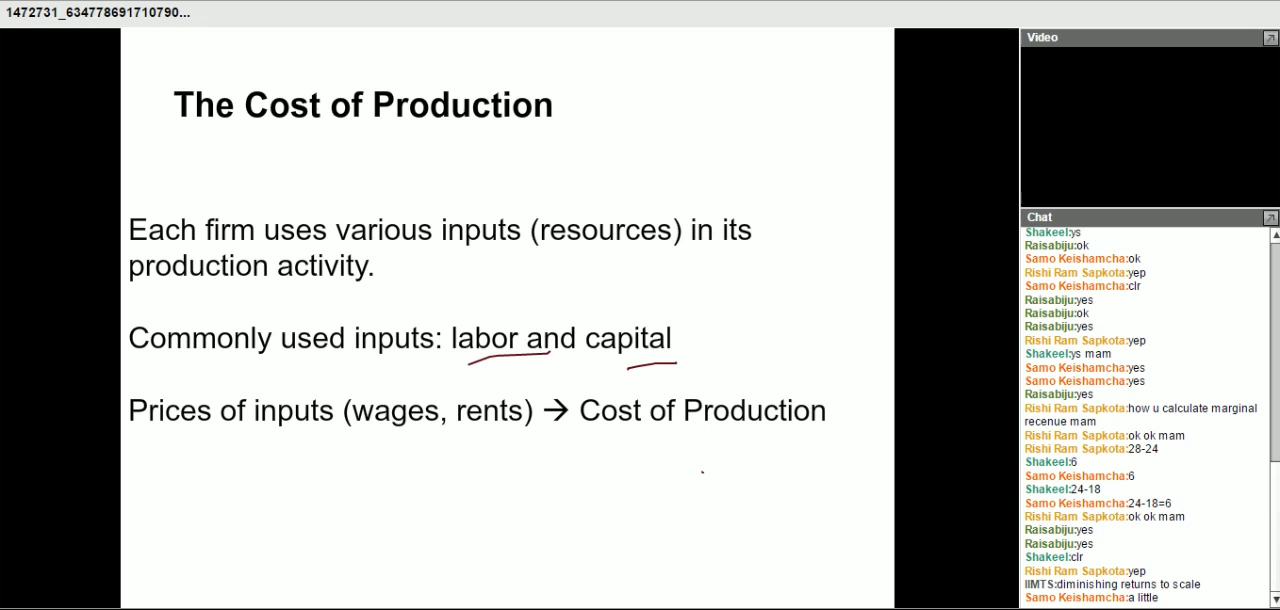 1472731_634778691710790...
The Cost of Production
Each firm uses various inputs (resources) in its
production activity.
Commonly used inputs: labor and capital
Prices of inputs (wages, rents) → Cost of Production
Video
Chat
Shakeel:ys
Raisabiju:ok
Samo Keishamcha:ok
Rishi Ram Sapkota:yep
Samo Keishamcha:clr
Raisabiju:yes
Raisabiju:ok
Raisabiju:yes
Rishi Ram Sapkota:yep
Shakeel:ys mam
Samo Keishamcha:yes
Samo Keishamcha:yes
Raisabiju:yes
Rishi Ram Sapkota:how u calculate marginal
recenue mam
Rishi Ram Sapkota:ok ok mam
Rishi Ram Sapkota:28-24
Shakeel:6
Samo Keishamcha:6
Shakeel:24-18
Samo Keishamcha:24-18=6
Rishi Ram Sapkota:ok ok mam
Raisabiju:yes
Raisabiju:yes
Shakeel:clr
Rishi Ram Sapkota:yep
IIMTS:diminishing returns to scale
Samo Keishamcha:a little